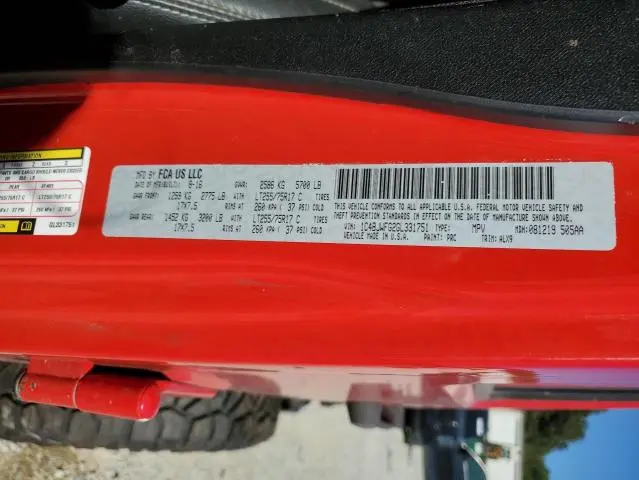 MFD BY FCA US LLC
DATE OF MFR 8-16 GVWR: 2586 KG 5700 LB
GAWR FRONT: 1259 KG 2775 LB WITH LT255/75R17 C TIRES
17X7.5 RIMS AT 260 KPA ( 37 PSI) COLD
GAWR REAR: 1452 KG 3200 LB WITH LT255/75R17 C TIRES
17X7.5 RIMS AT 260 KPA ( 37 PSI) COLD
THIS VEHICLE CONFORMS TO ALL APPLICABLE U.S.A. FEDERAL MOTOR VEHICLE SAFETY AND
THEFT PREVENTION STANDARDS IN EFFECT ON THE DATE OF MANUFACTURE SHOWN ABOVE.
VIN: 1C4BJWFG2GL331751 TYPE: MPV MDH: 081219 505AA
VEHICLE MADE IN U.S.A. PAINT: PRC TRIM: ALX9
GL331751